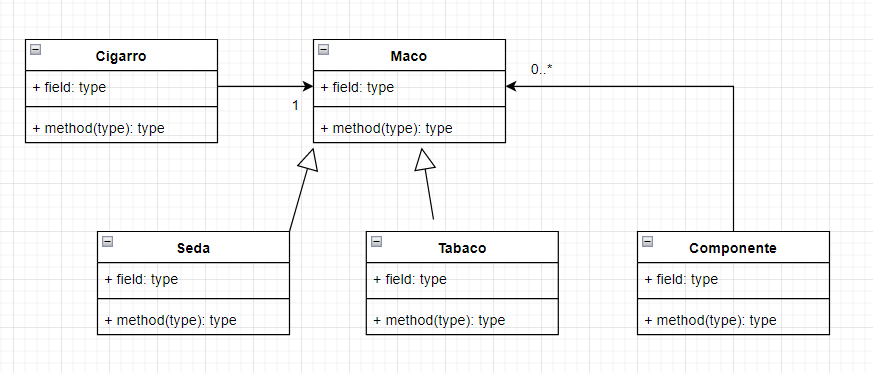 Cigarro
+ field: type
+ method(type): type
1
Maco
+ field: type
+ method(type): type
0..*
Seda
+ field: type
+ method(type): type
Tabaco
+ field: type
+ method(type): type
Componente
+ field: type
+ method(type): type